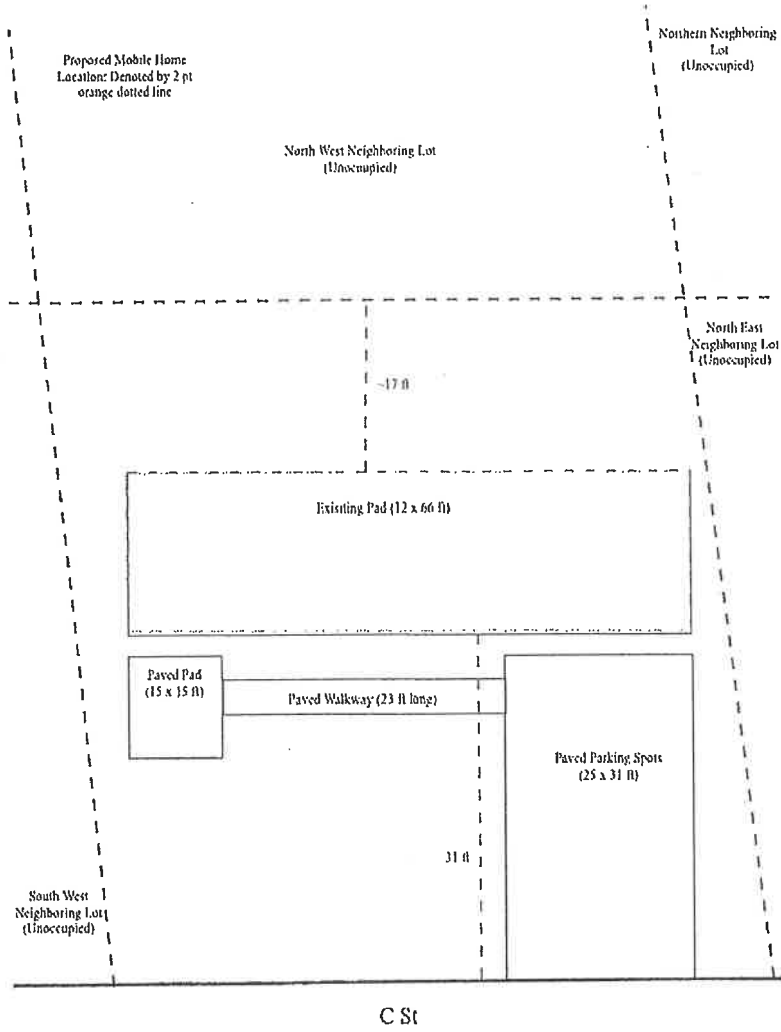 Proposed Mobile Home
Location: Denoted by 2 pt
orange dotted line
Northern Neighboring
Lot
(Unoccupied)
North West Neighboring Lot
(Unoccupied)
North East
Neighboring Lot
(Unoccupied)
~17 ft
Exisiting Pad (12 x 66 ft)
Paved Pad
(15 x 15 ft)
Paved Walkway (23 ft long)
Paved Parking Spots
(25 x 31 ft)
31 ft
South West
Neighboring Lot
(Unoccupied)
C St